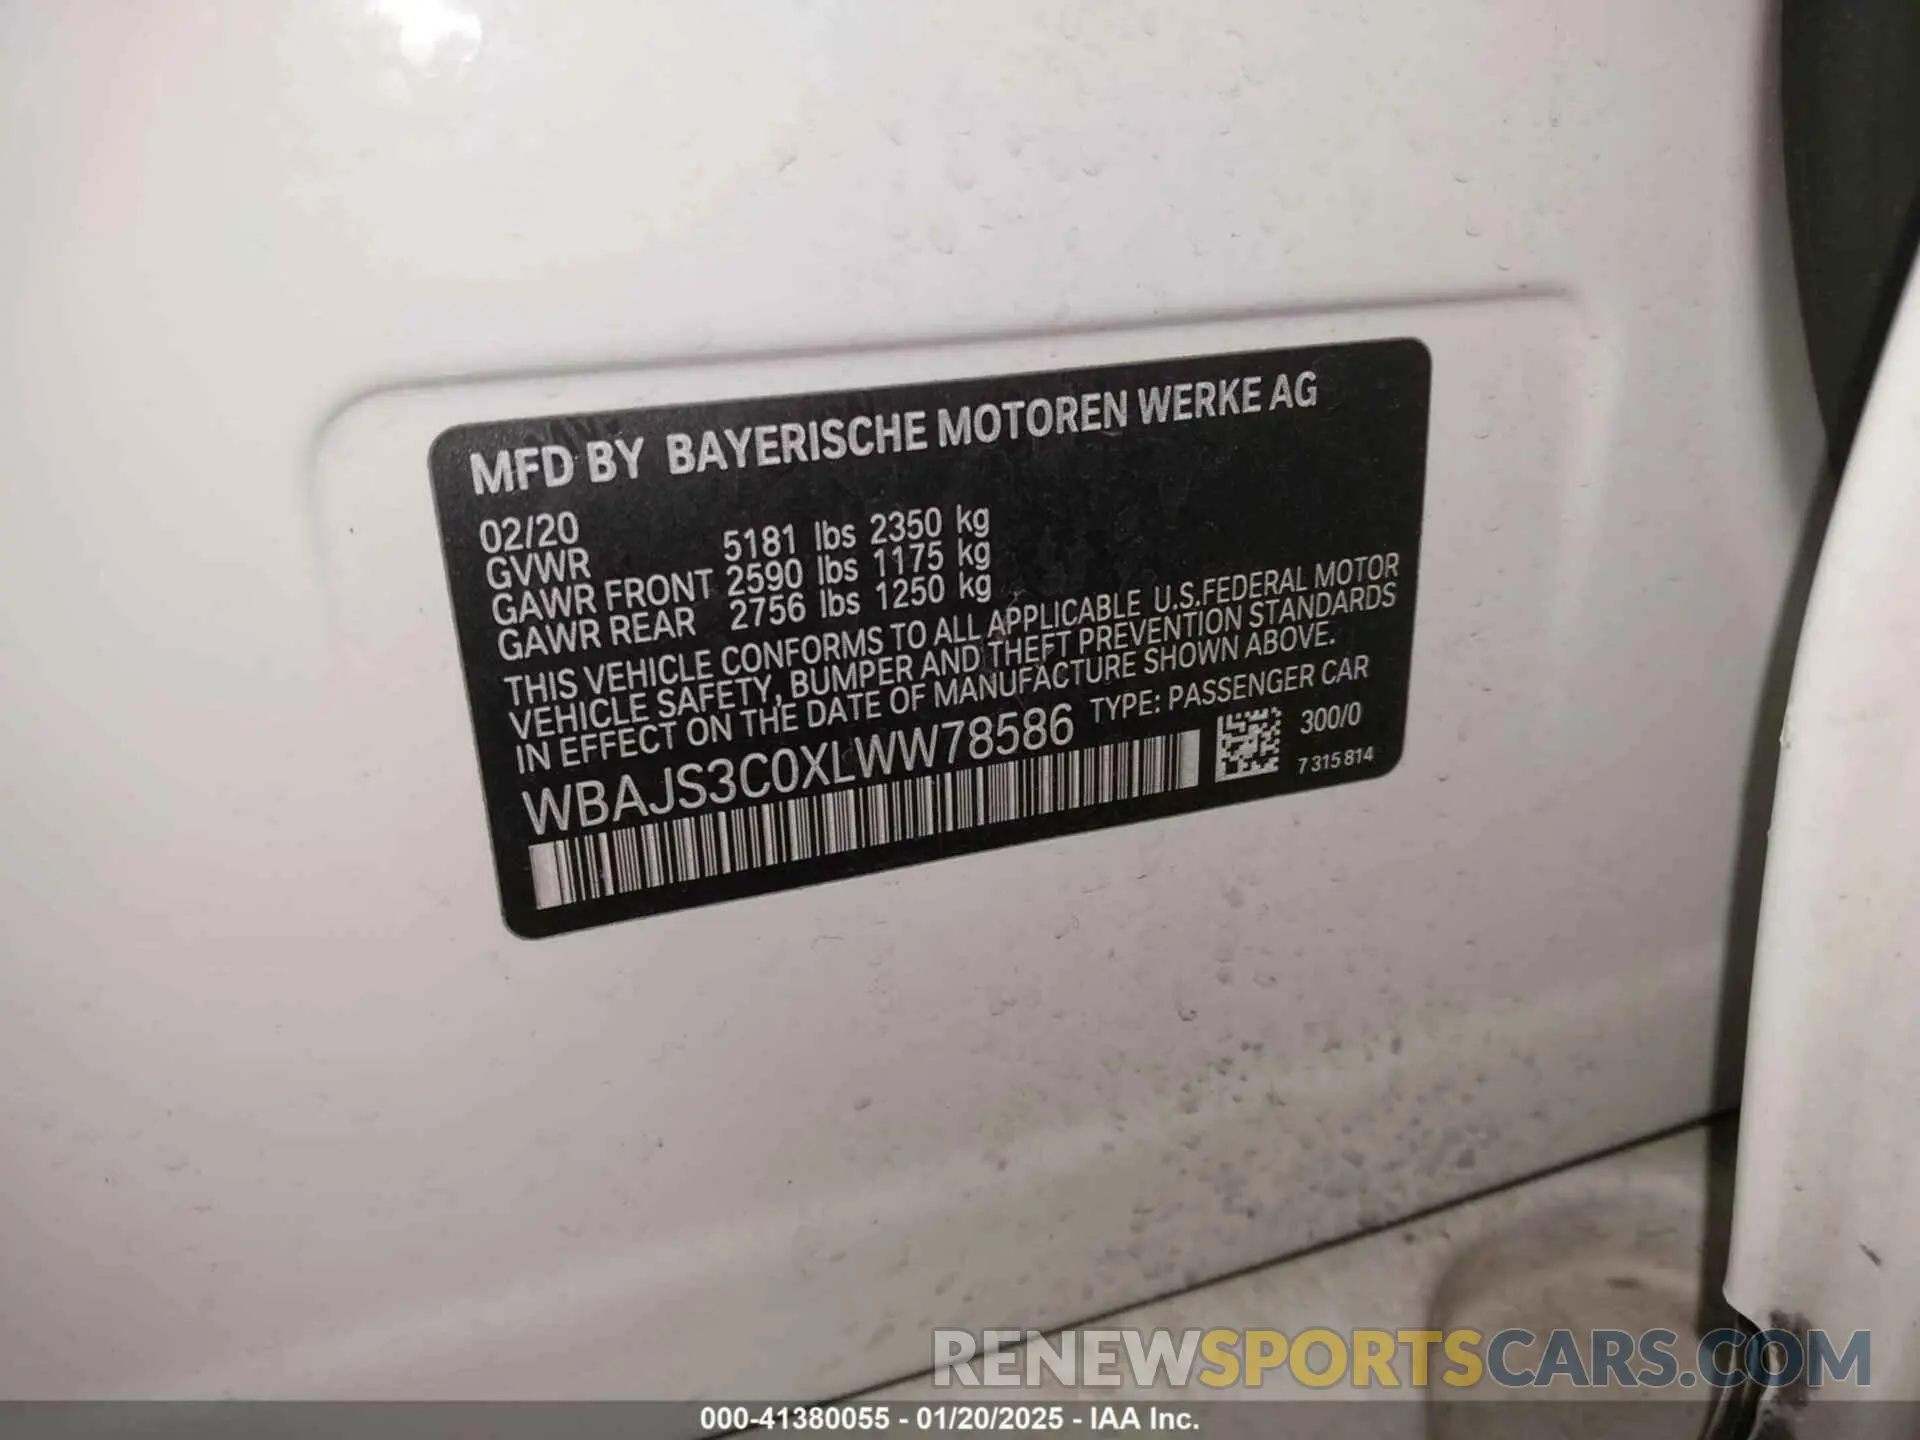 MFD BY BAYERISCHE MOTOREN WERKE AG
02/20
GVWR 5181 lbs 2350 kg
GAWR FRONT 2590 lbs 1175 kg
GAWR REAR 2756 lbs 1250 kg
THIS VEHICLE CONFORMS TO ALL APPLICABLE U.S.FEDERAL MOTOR
VEHICLE SAFETY, BUMPER AND THEFT PREVENTION STANDARDS
IN EFFECT ON THE DATE OF MANUFACTURE SHOWN ABOVE.
WBAJS3C0XLWW78586 TYPE: PASSENGER CAR
300/0
7 315 814
RENEWSPORTSCARS.COM
000-41380055 - 01/20/2025 - IAA Inc.